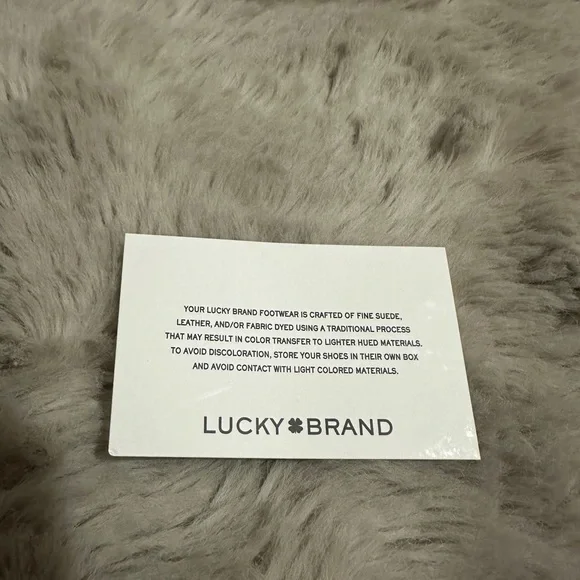 YOUR LUCKY BRAND FOOTWEAR IS CRAFTED OF FINE SUEDE,
LEATHER, AND/OR FABRIC DYED USING A TRADITIONAL PROCESS
THAT MAY RESULT IN COLOR TRANSFER TO LIGHTER HUED MATERIALS.
TO AVOID DISCOLORATION, STORE YOUR SHOES IN THEIR OWN BOX
AND AVOID CONTACT WITH LIGHT COLORED MATERIALS.
LUCKY BRAND